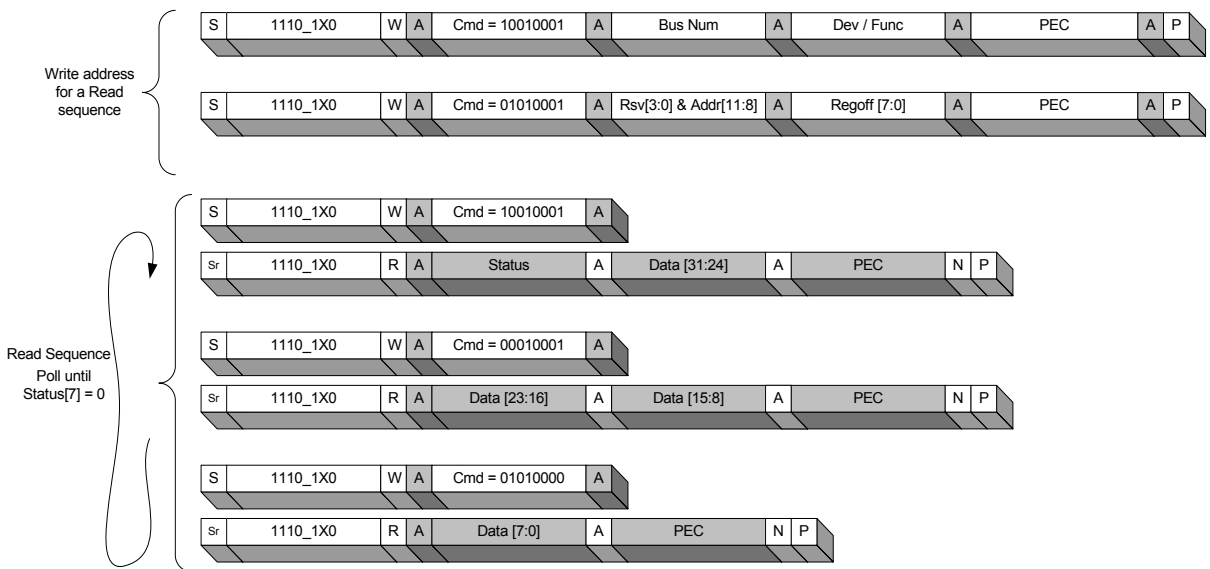 S 1110_1X0 W A Cmd = 10010001 A Bus Num A Dev / Func A PEC A P
Write address
for a Read
sequence
S 1110_1X0 W A Cmd = 01010001 A Rsv[3:0] & Addr[11:8] A Regoff [7:0] A PEC A P
S 1110_1X0 W A Cmd = 10010001 A
Sr 1110_1X0 R A Status A Data [31:24] A PEC N P
Read Sequence
Poll until
Status[7] = 0
S 1110_1X0 W A Cmd = 00010001 A
Sr 1110_1X0 R A Data [23:16] A Data [15:8] A PEC N P
S 1110_1X0 W A Cmd = 01010000 A
Sr 1110_1X0 R A Data [7:0] A PEC N P